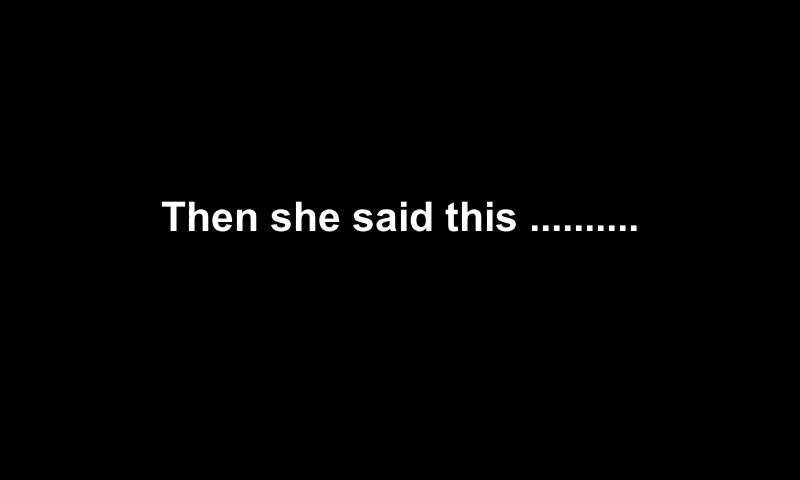 Then she said this ..........